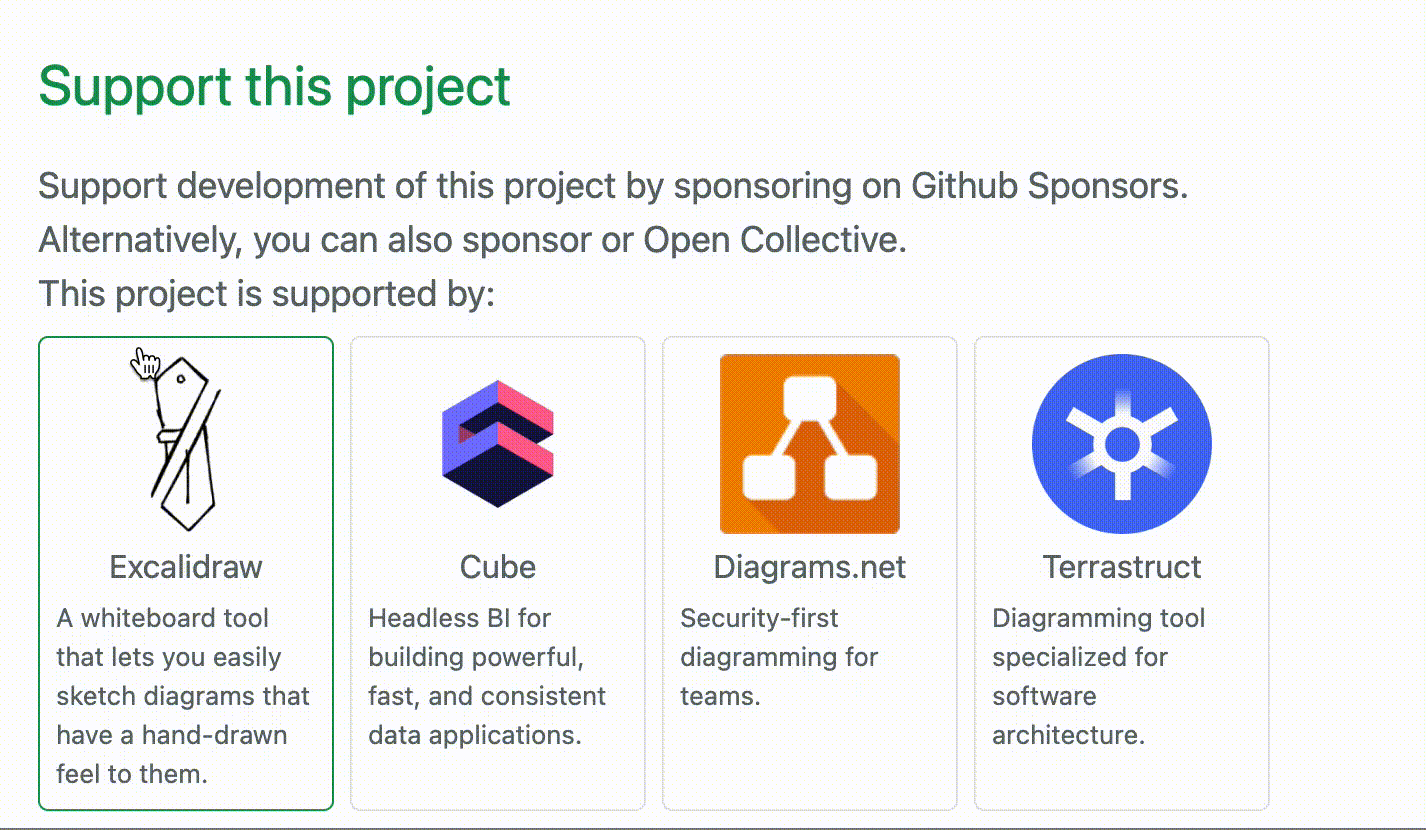 Support this project
Support development of this project by sponsoring on Github Sponsors.
Alternatively, you can also sponsor or Open Collective.
This project is supported by:
Excalidraw
A whiteboard tool
that lets you easily
sketch diagrams that
have a hand-drawn
feel to them.
Cube
Headless BI for
building powerful,
fast, and consistent
data applications.
Diagrams.net
Security-first
diagramming for
teams.
Terrastruct
Diagramming tool
specialized for
software
architecture.